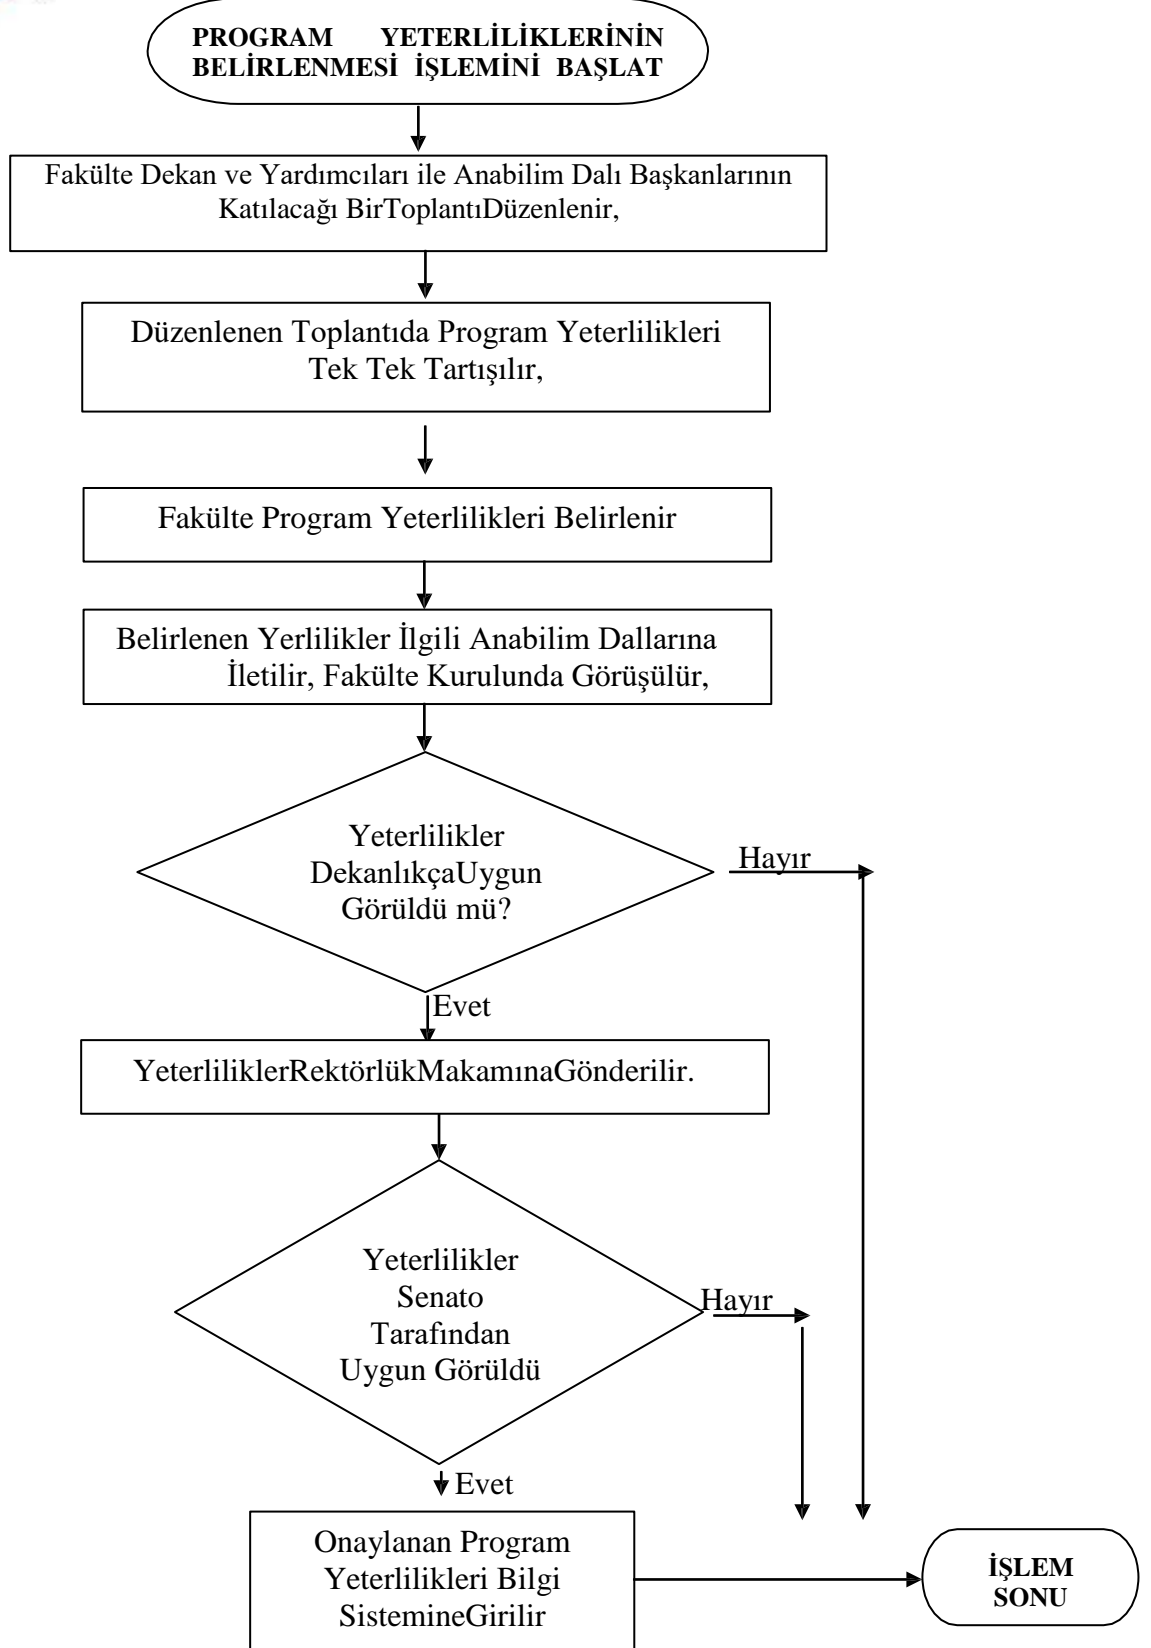 PROGRAM YETERLİLİKLERİNİN
BELİRLENMESİ İŞLEMİNİ BAŞLAT
Fakülte Dekan ve Yardımcıları ile Anabilim Dalı Başkanlarının
Katılacağı BirToplantıDüzenlenir,
Düzenlenen Toplantıda Program Yeterlilikleri
Tek Tek Tartışılır,
Fakülte Program Yeterlilikleri Belirlenir
Belirlenen Yerlilikler İlgili Anabilim Dallarına
İletilir, Fakülte Kurulunda Görüşülür,
Yeterlilikler
DekanlıkçaUygun
Görüldü mü?
Hayır
Evet
YeterliliklerRektörlükMakamınaGönderilir.
Yeterlilikler
Senato
Tarafından
Uygun Görüldü
Hayır
Evet
Onaylanan Program
Yeterlilikleri Bilgi
SistemineGirilir
İŞLEM
SONU